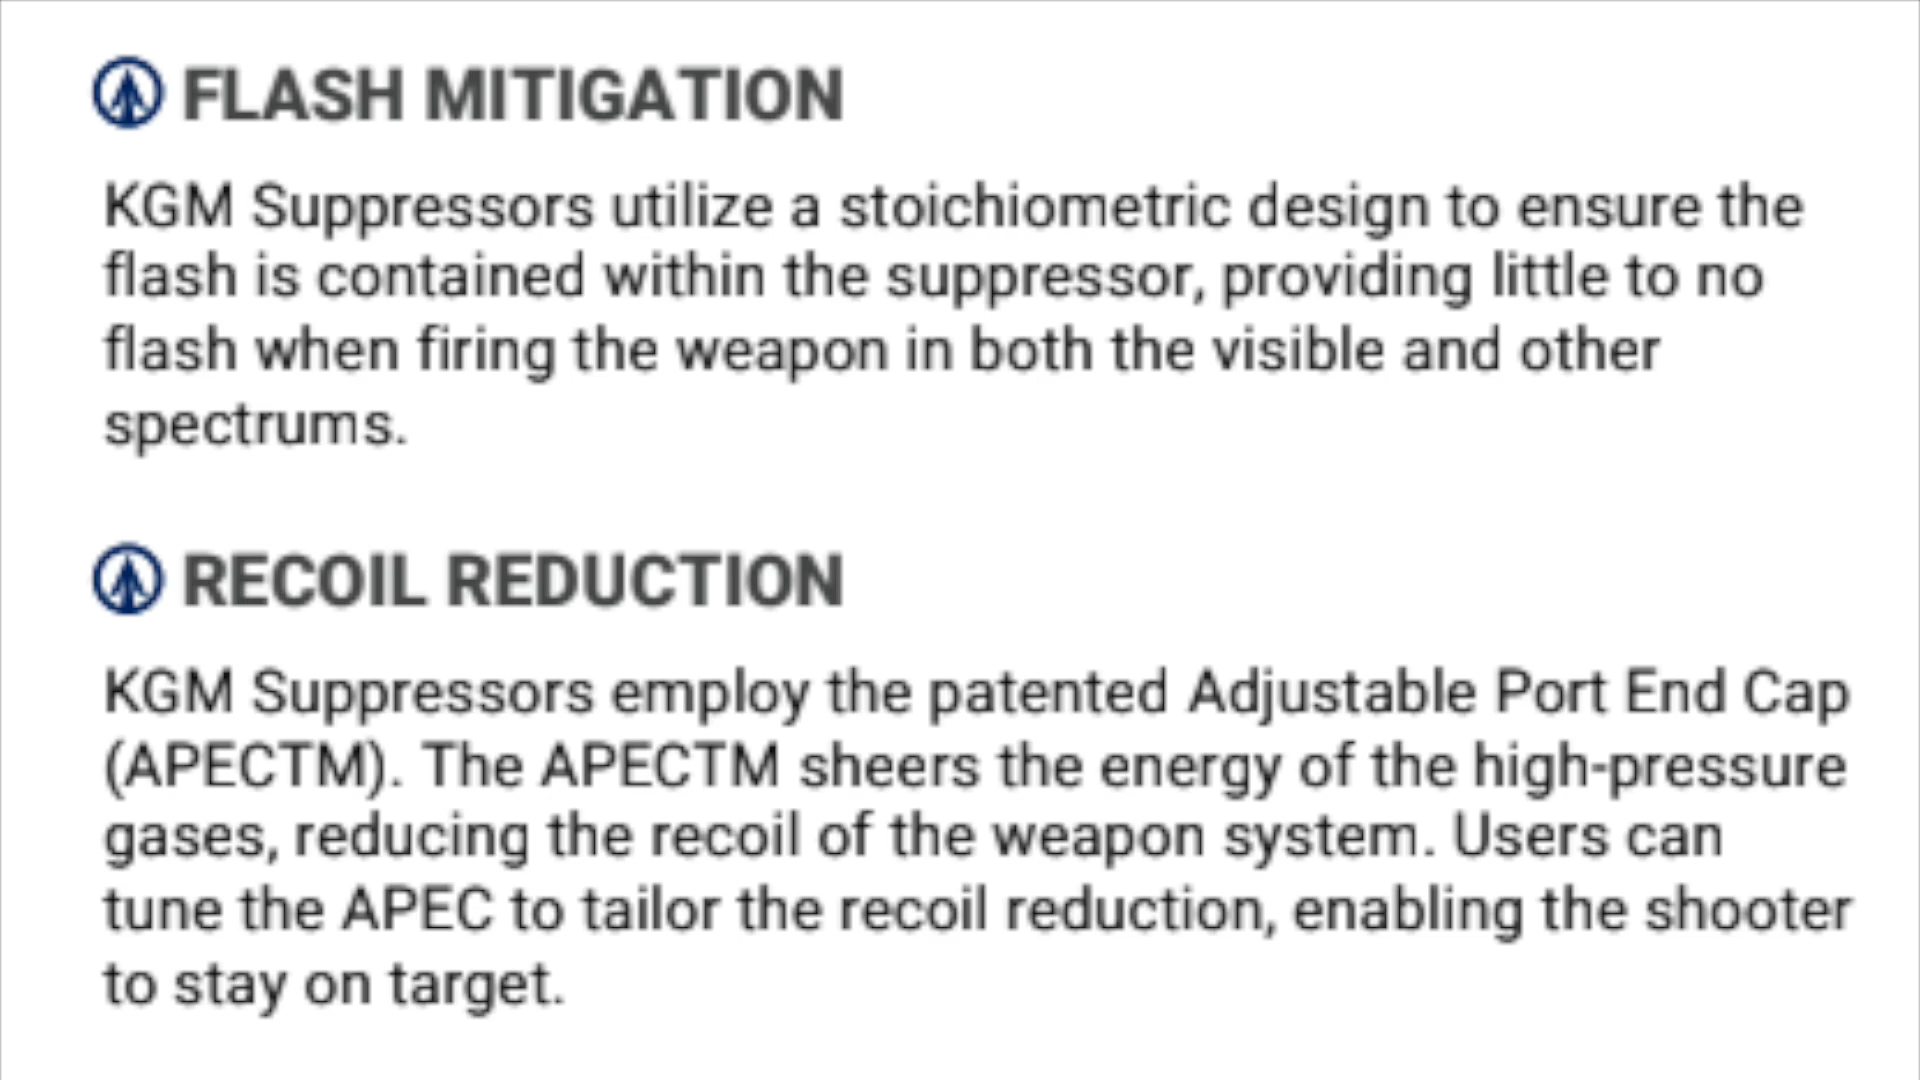 FLASH MITIGATION
KGM Suppressors utilize a stoichiometric design to ensure the
flash is contained within the suppressor, providing little to no
flash when firing the weapon in both the visible and other
spectrums.
RECOIL REDUCTION
KGM Suppressors employ the patented Adjustable Port End Cap
(APECTM). The APECTM sheers the energy of the high-pressure
gases, reducing the recoil of the weapon system. Users can
tune the APEC to tailor the recoil reduction, enabling the shooter
to stay on target.